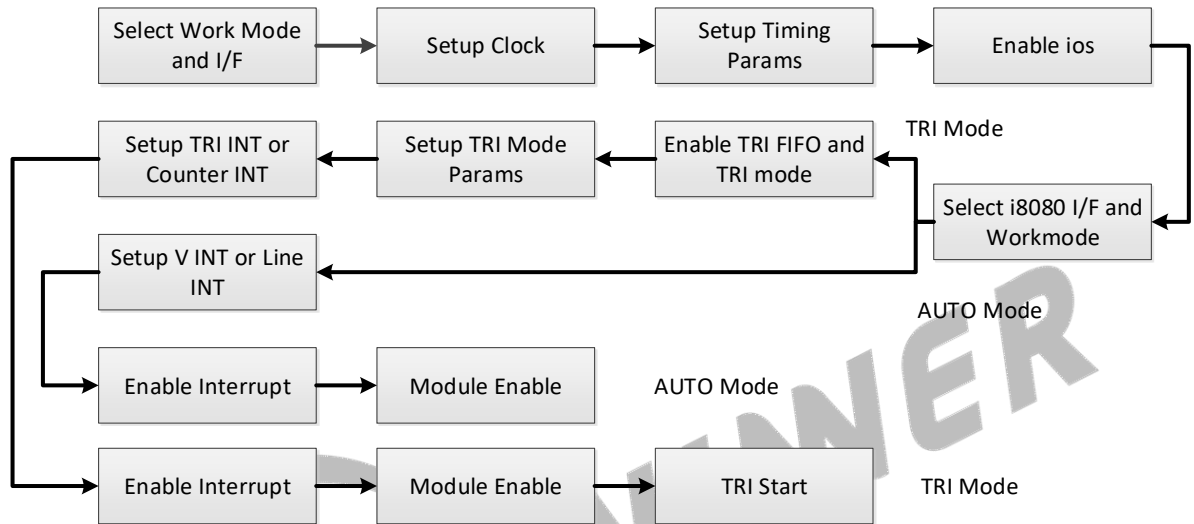 Select Work Mode
and I/F
Setup Clock
Setup Timing
Params
Enable ios
TRI Mode
Setup TRI INT or
Counter INT
Setup TRI Mode
Params
Enable TRI FIFO and
TRI mode
Select i8080 I/F and
Workmode
Setup V INT or Line
INT
AUTO Mode
Enable Interrupt
Module Enable
AUTO Mode
Enable Interrupt
Module Enable
TRI Start
TRI Mode